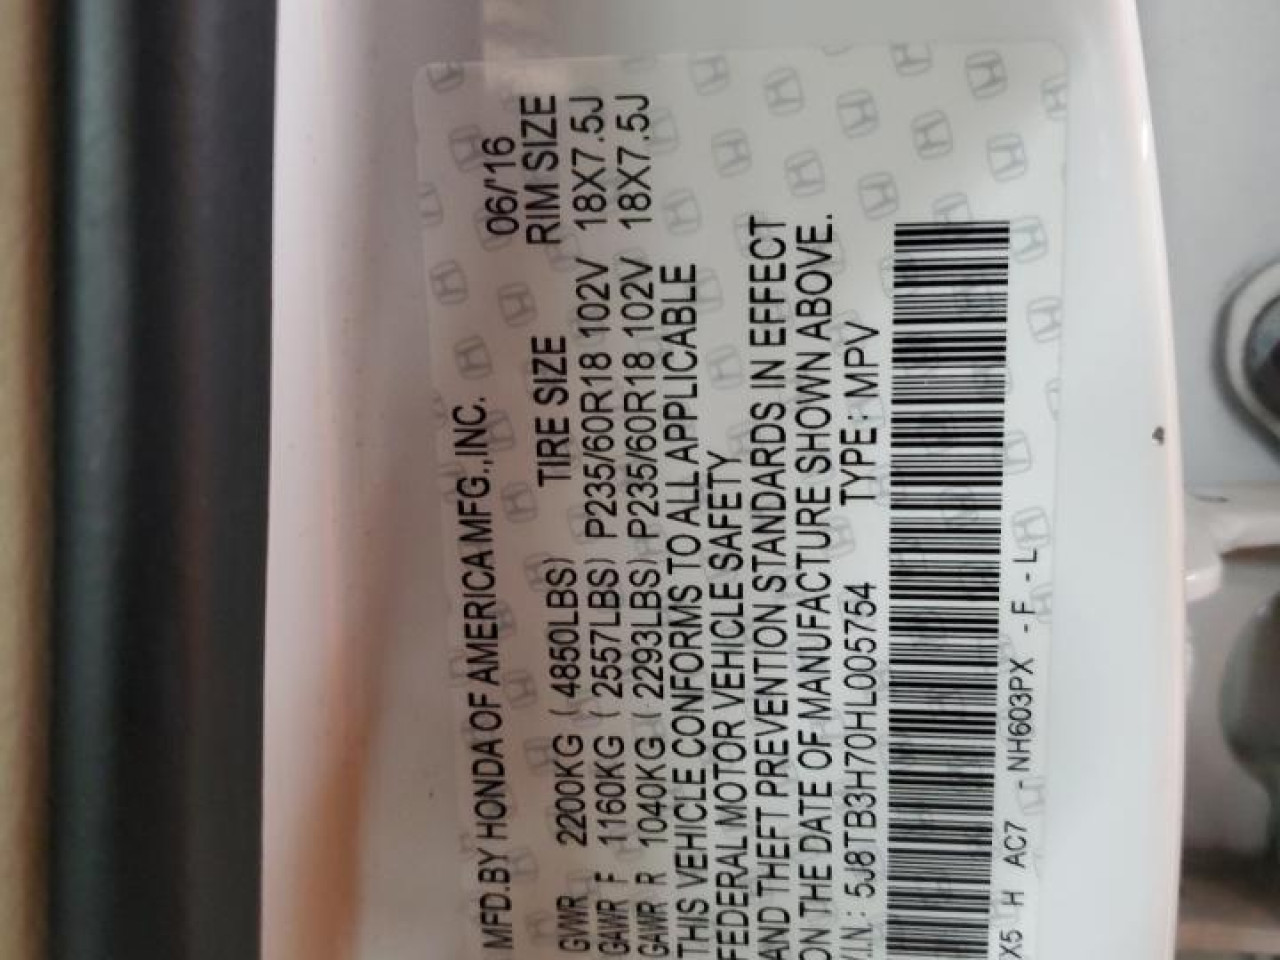 MFD.BY HONDA OF AMERICA MFG.,INC. 06/'16
TIRE SIZE RIM SIZE
GVWR 2200KG ( 4850LBS)
GAWR F 1160KG ( 2557LBS) P235/60R18 102V 18X7.5J
GAWR R 1040KG ( 2293LBS) P235/60R18 102V 18X7.5J
THIS VEHICLE CONFORMS TO ALL APPLICABLE
FEDERAL MOTOR VEHICLE SAFETY
AND THEFT PREVENTION STANDARDS IN EFFECT
ON THE DATE OF MANUFACTURE SHOWN ABOVE.
V.I.N.: 5J8TB3H70HL005754 TYPE: MPV
X5 H AC7 NH603PX -F-L